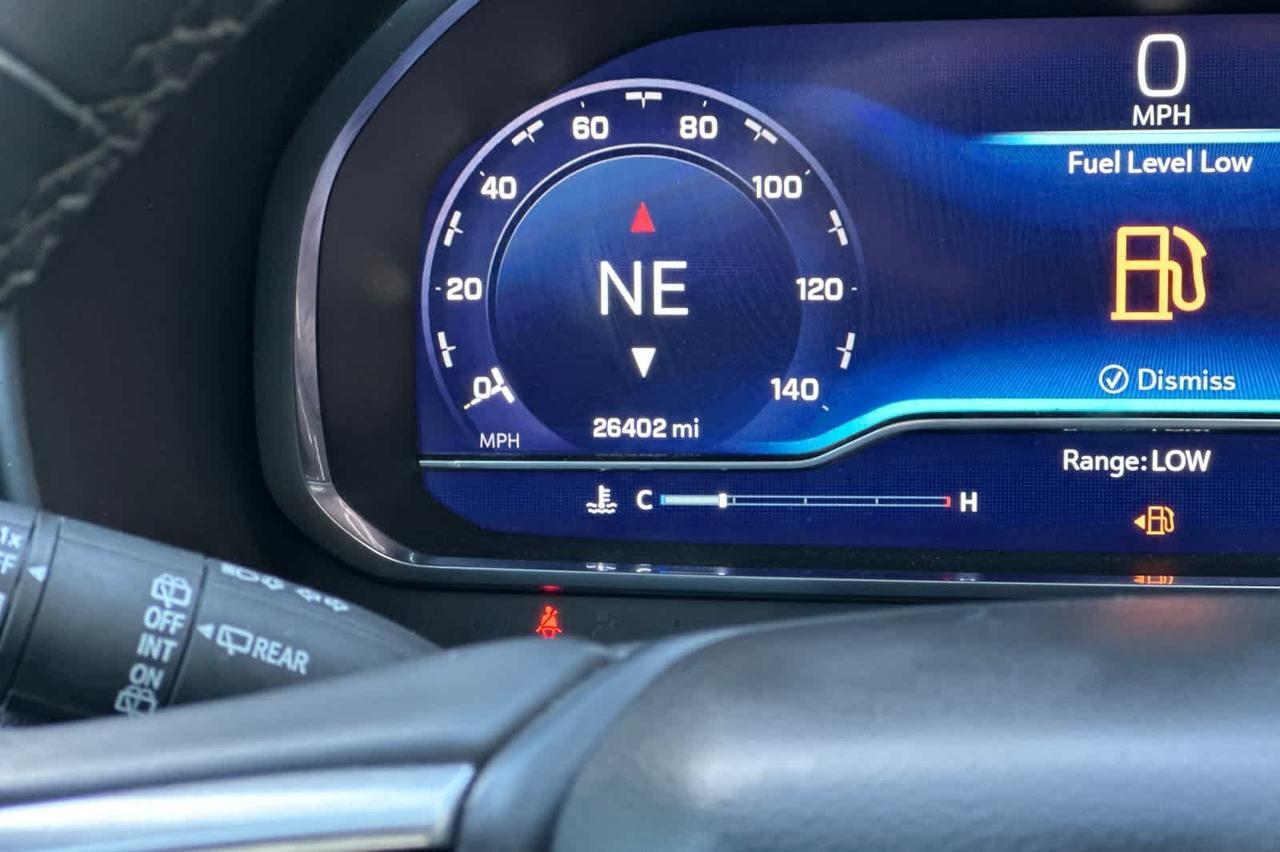 0
MPH
Fuel Level Low
60
80
40
100
NE
20
120
0
140
Dismiss
26402 mi
MPH
Range: LOW
C
H
1x
OFF
INT
ON
REAR